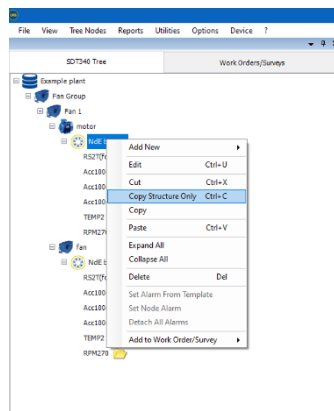 File View Tree Nodes Reports Utilities Options Device ?
SDT340 Tree Work Orders/Surveys
Example plant
Fan Group
Fan 1
motor
NdE b
Add New
RS2T(fo
Edit Ctrl+U
Acc100
Cut Ctrl+X
Acc100
Copy Structure Only Ctrl+C
Acc100
Copy
TEMP2
Paste Ctrl+V
RPM270
Expand All
fan
Collapse All
NdE b
Delete Del
RS2T(fo
Set Alarm From Template
Acc100
Set Node Alarm
Acc100
Detach All Alarms
Acc100
TEMP2
Add to Work Order/Survey
RPM270